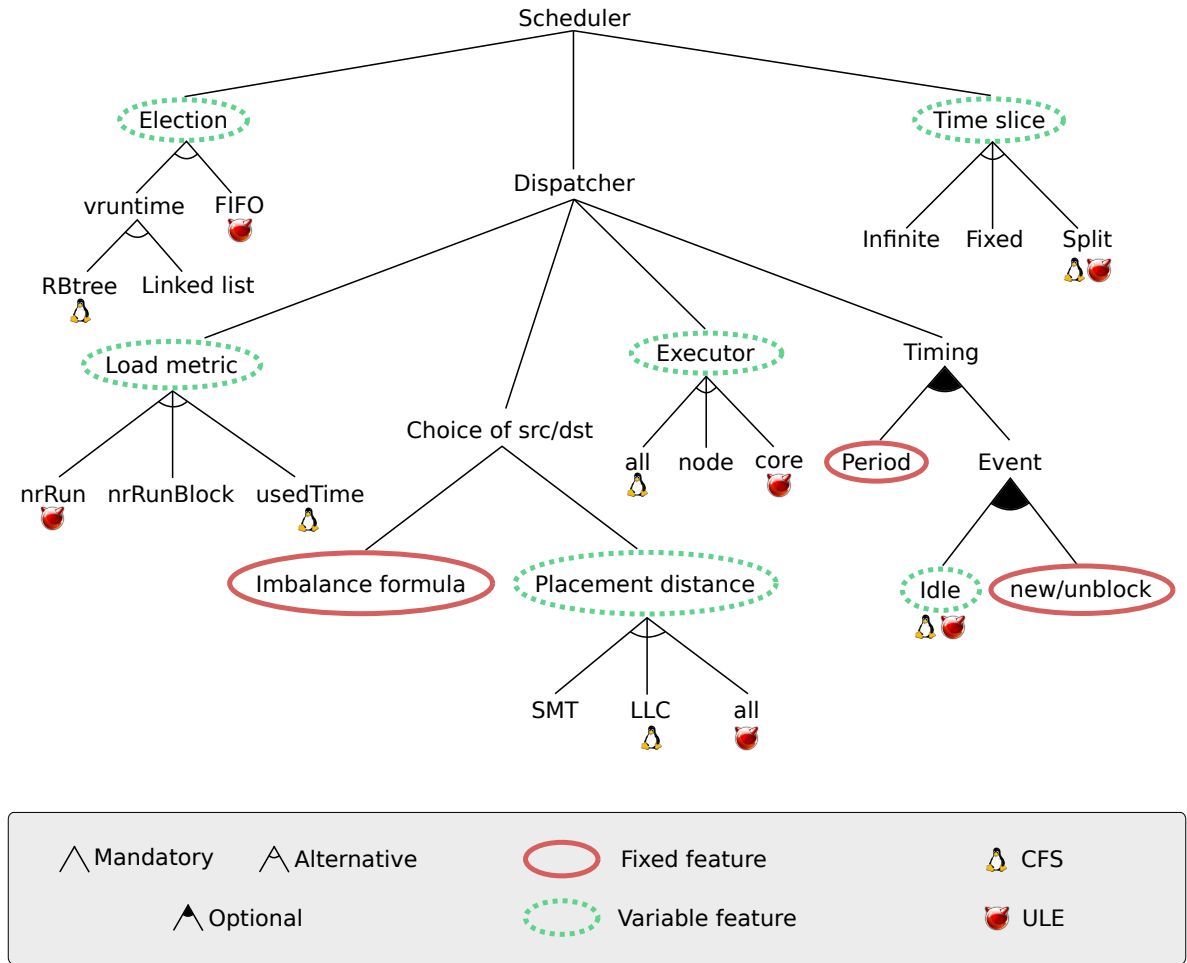 Scheduler
Election
Time slice
Dispatcher
vruntime
FIFO
Infinite
Fixed
Split
RBtree
Linked list
Load metric
Executor
Timing
Choice of src/dst
all
node
core
Period
Event
nrRun
nrRunBlock
usedTime
Imbalance formula
Placement distance
Idle
new/unblock
SMT
LLC
all
Mandatory
Alternative
Fixed feature
CFS
Optional
Variable feature
ULE